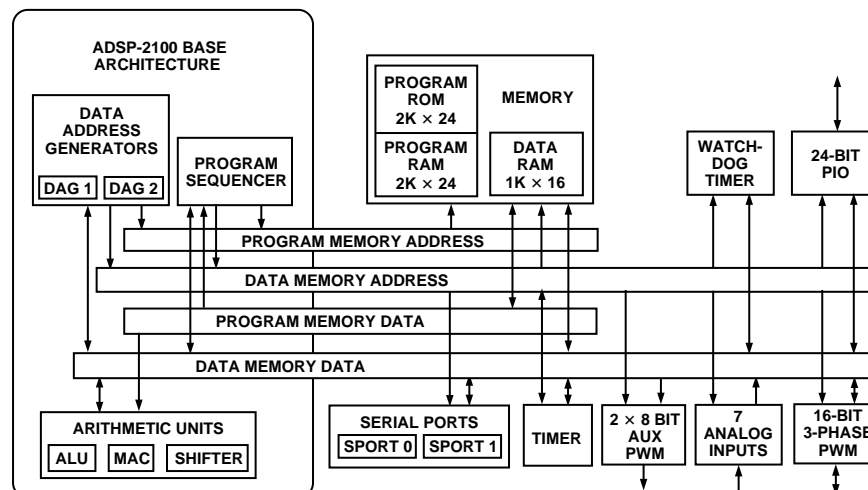 ADSP-2100 BASE
ARCHITECTURE
DATA
ADDRESS
GENERATORS
DAG 1
DAG 2
PROGRAM
SEQUENCER
PROGRAM
ROM
2K × 24
PROGRAM
RAM
2K × 24
MEMORY
DATA
RAM
1K × 16
WATCH-
DOG
TIMER
24-BIT
PIO
PROGRAM MEMORY ADDRESS
DATA MEMORY ADDRESS
PROGRAM MEMORY DATA
DATA MEMORY DATA
ARITHMETIC UNITS
ALU
MAC
SHIFTER
SERIAL PORTS
SPORT 0
SPORT 1
TIMER
2 × 8 BIT
AUX
PWM
7
ANALOG
INPUTS
16-BIT
3-PHASE
PWM